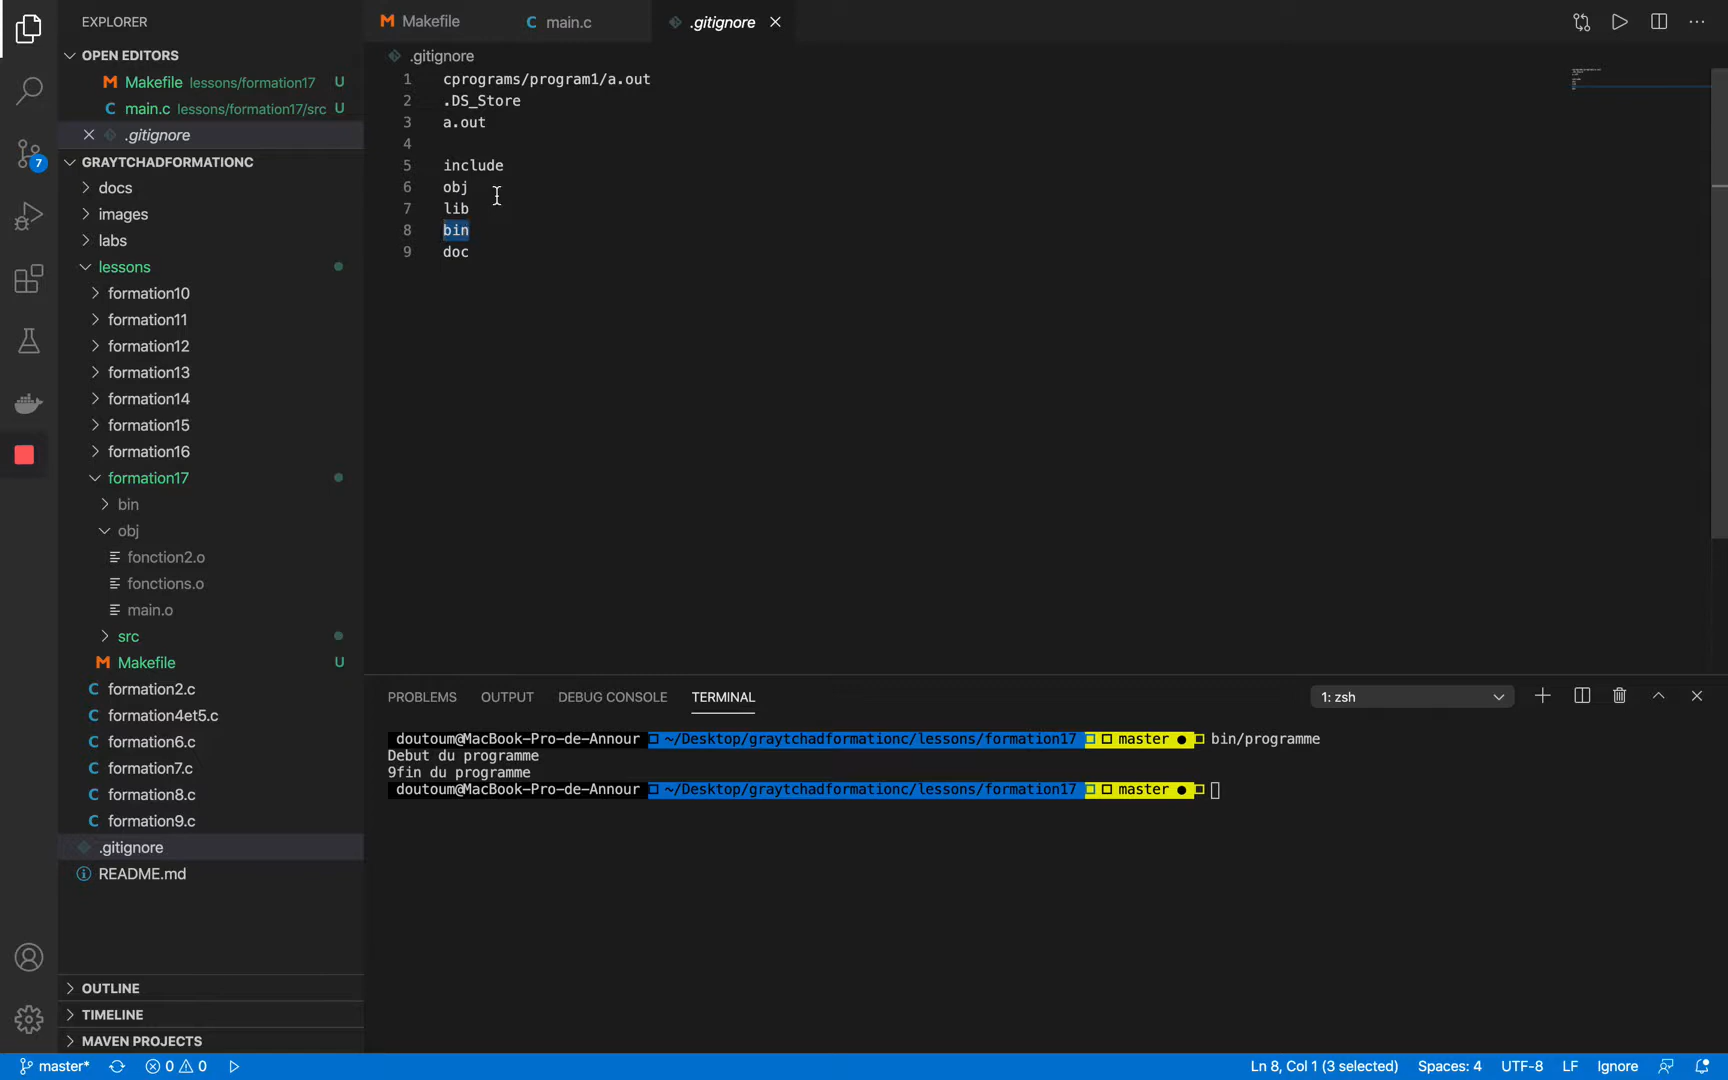 EXPLORER
OPEN EDITORS
Makefile lessons/formation17 U
main.c lessons/formation17/src U
.gitignore
7
GRAYTCHADFORMATIONC
docs
images
labs
lessons
formation10
formation11
formation12
formation13
formation14
formation15
formation16
formation17
bin
obj
fonction2.o
fonctions.o
main.o
src
Makefile U
formation2.c
formation4et5.c
formation6.c
formation7.c
formation8.c
formation9.c
.gitignore
README.md
OUTLINE
TIMELINE
MAVEN PROJECTS
Makefile main.c .gitignore
.gitignore
1 cprograms/program1/a.out
2 .DS_Store
3 a.out
4
5 include
6 obj
7 lib
8 bin
9 doc
PROBLEMS OUTPUT DEBUG CONSOLE TERMINAL 1: zsh
doutoum@MacBook-Pro-de-Annour ~/Desktop/graytchadformationc/lessons/formation17 master ● bin/programme
Debut du programme
9fin du programme
doutoum@MacBook-Pro-de-Annour ~/Desktop/graytchadformationc/lessons/formation17 master ●
master* 0 0 Ln 8, Col 1 (3 selected) Spaces: 4 UTF-8 LF Ignore